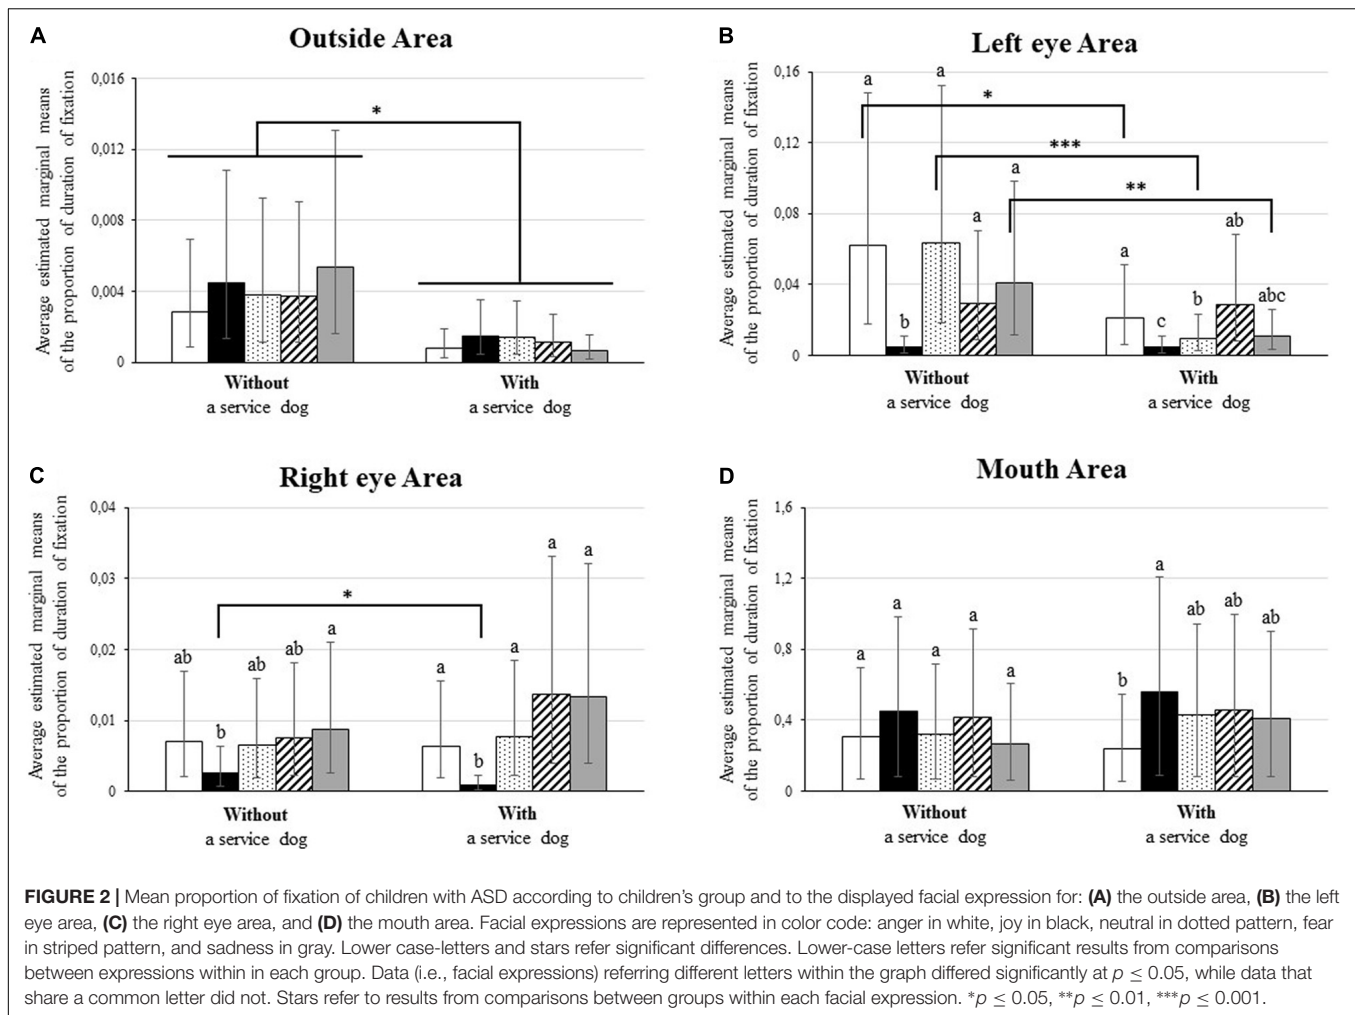 A
Outside Area
Average estimated marginal means
of the proportion of duration of fixation
0,016
0,012
0,008
0,004
0
*
Without
a service dog
With
a service dog
B
Left eye Area
Average estimated marginal means
of the proportion of duration of fixation
0,16
0,12
0,08
0,04
0
a
b
a
a
a
*
***
**
a
c
b
ab
abc
Without
a service dog
With
a service dog
C
Right eye Area
Average estimated marginal means
of the proportion of duration of fixation
0,04
0,03
0,02
0,01
0
ab
b
ab
ab
a
*
a
b
a
a
a
Without
a service dog
With
a service dog
D
Mouth Area
Average estimated marginal means
of the proportion of duration of fixation
1,6
1,2
0,8
0,4
0
a
a
a
a
a
b
a
ab
ab
ab
Without
a service dog
With
a service dog
FIGURE 2 | Mean proportion of fixation of children with ASD according to children's group and to the displayed facial expression for: (A) the outside area, (B) the left
eye area, (C) the right eye area, and (D) the mouth area. Facial expressions are represented in color code: anger in white, joy in black, neutral in dotted pattern, fear
in striped pattern, and sadness in gray. Lower case-letters and stars refer significant differences. Lower-case letters refer significant results from comparisons
between expressions within in each group. Data (i.e., facial expressions) referring different letters within the graph differed significantly at p ≤ 0.05, while data that
share a common letter did not. Stars refer to results from comparisons between groups within each facial expression. *p ≤ 0.05, **p ≤ 0.01, ***p ≤ 0.001.